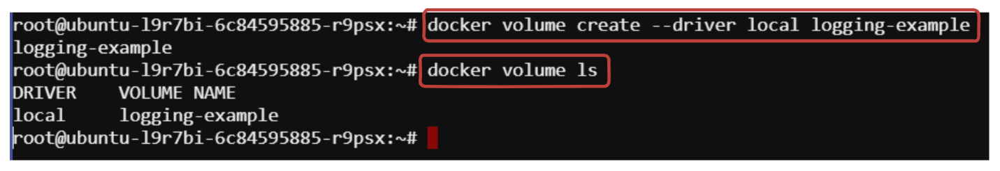 root@ubuntu-l9r7bi-6c84595885-r9psx:~# docker volume create --driver local logging-example
logging-example
root@ubuntu-l9r7bi-6c84595885-r9psx:~# docker volume ls
DRIVER    VOLUME NAME
local     logging-example
root@ubuntu-l9r7bi-6c84595885-r9psx:~#